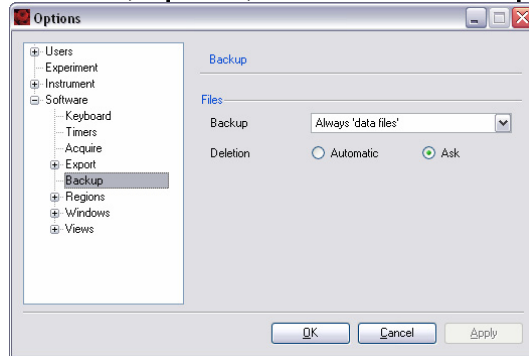 Options
Users
Experiment
Instrument
Software
Keyboard
Timers
Acquire
Export
Backup
Regions
Windows
Views
Backup
Files
Backup Always 'data files'
Deletion Automatic Ask
OK Cancel Apply